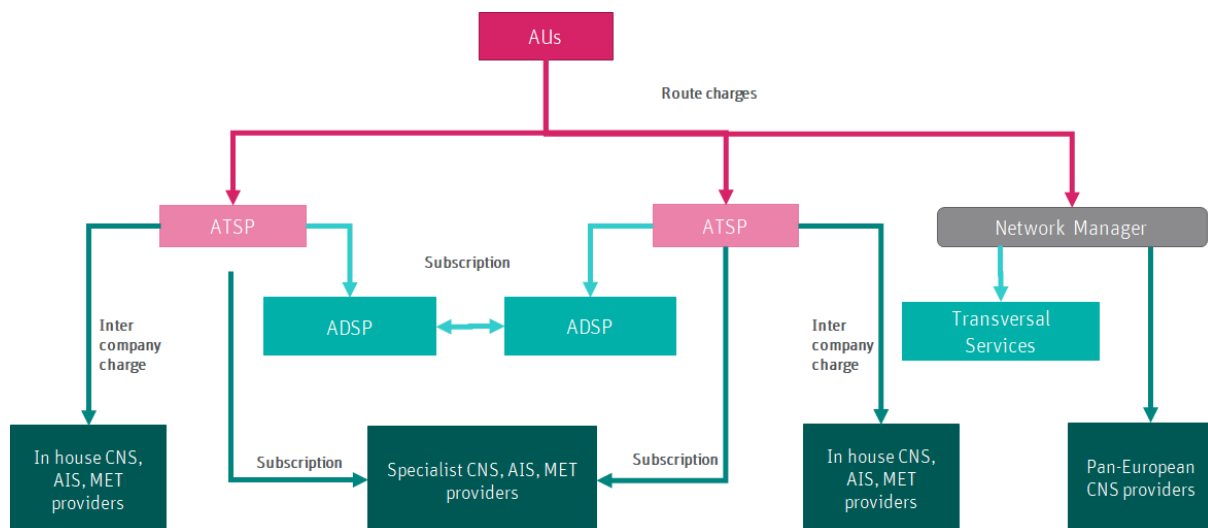 AUs
Route charges
ATSP
ATSP
Network Manager
Subscription
ADSP
ADSP
Transversal
Services
Inter
company
charge
Inter
company
charge
In house CNS,
AIS, MET
providers
Subscription
Specialist CNS, AIS, MET
providers
Subscription
In house CNS,
AIS, MET
providers
Pan-European
CNS providers